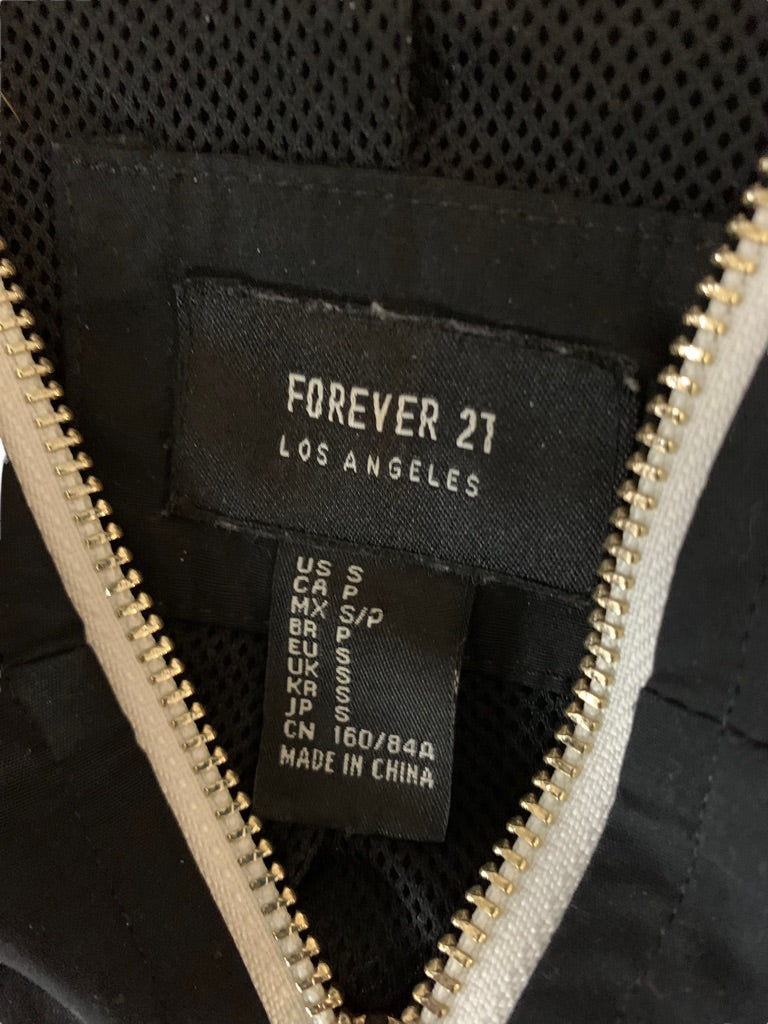 FOREVER 21
LOS ANGELES
US S
CA P
MX S/P
BR P
EU S
UK S
KR S
JP S
CN 160/84A
MADE IN CHINA